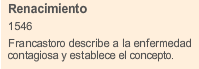 Renacimiento
1546
Francastoro describe a la enfermedad
contagiosa y establece el concepto.